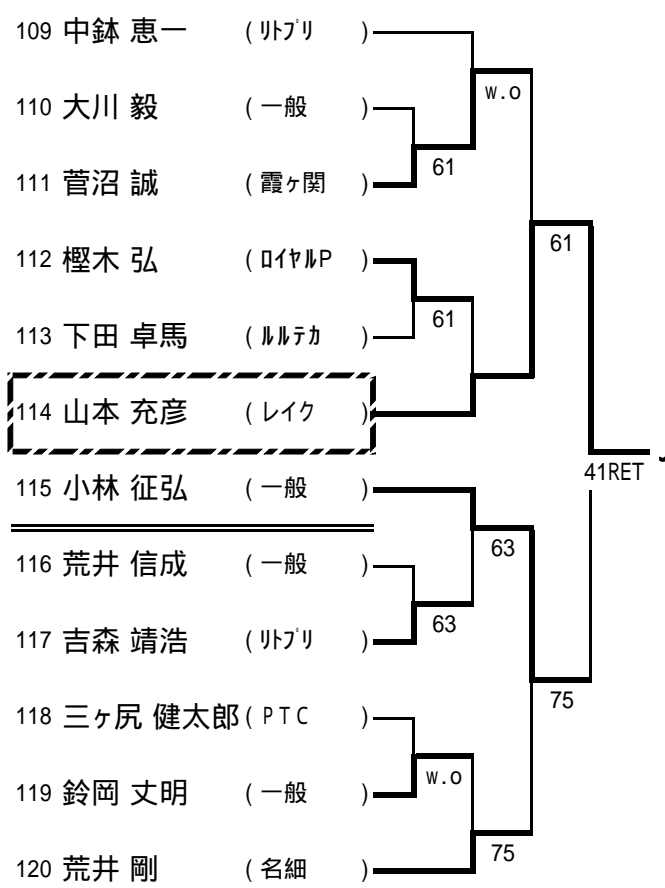 109 中鉢 恵一 ( ﾘﾄﾌﾟﾘ )
w.o
110 大川 毅 ( 一般 )
61
111 菅沼 誠 ( 霞ヶ関 )
61
112 樫木 弘 ( ﾛｲﾔﾙP )
61
113 下田 卓馬 ( ﾙﾙﾃｶ )
114 山本 充彦 ( レイク )
41RET
115 小林 征弘 ( 一般 )
63
116 荒井 信成 ( 一般 )
63
117 吉森 靖浩 ( ﾘﾄﾌﾟﾘ )
75
118 三ヶ尻 健太郎 ( PTC )
w.o
119 鈴岡 丈明 ( 一般 )
75
120 荒井 剛 ( 名細 )